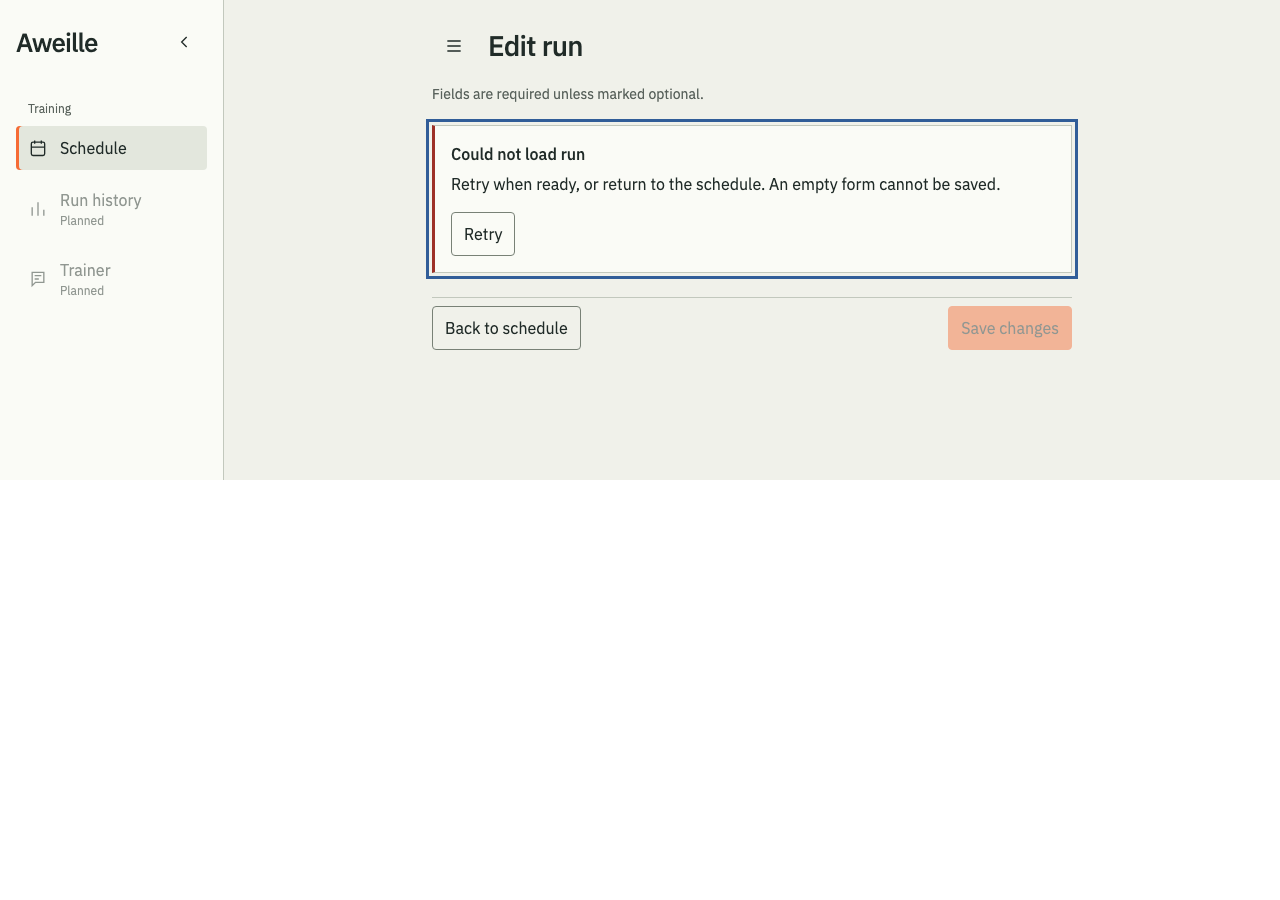 Aweille
Training
Schedule
Run history
Planned
Trainer
Planned
Edit run
Fields are required unless marked optional.
Could not load run
Retry when ready, or return to the schedule. An empty form cannot be saved.
Retry
Back to schedule
Save changes